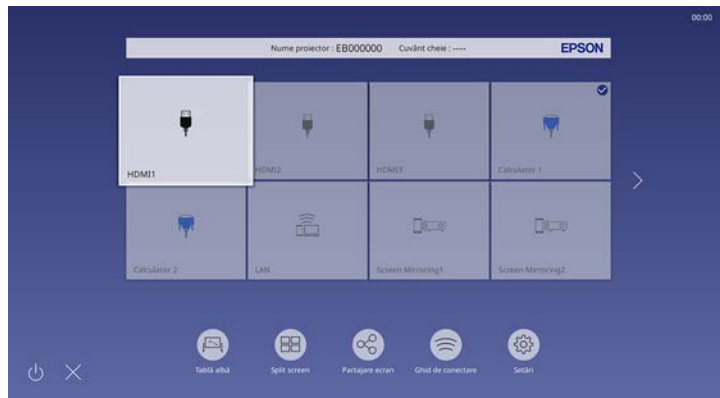 00:00
Nume proiector : EB000000 Cuvânt cheie : ---- EPSON
HDMI1 HDMI2 HDMI3 Calculator 1
Calculator 2 LAN Screen Mirroring1 Screen Mirroring2
Tablă albă Split screen Partajare ecran Ghid de conectare Setări